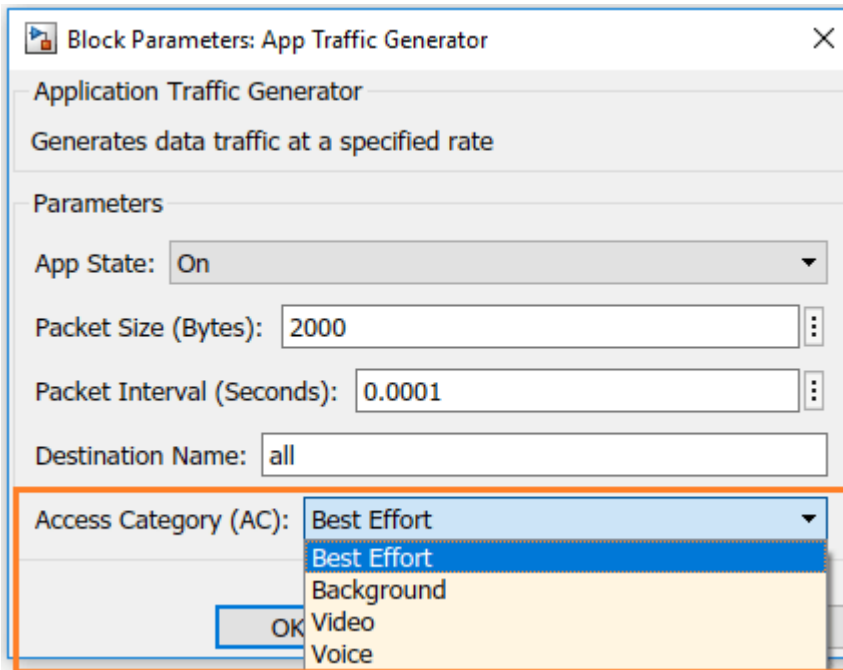 Block Parameters: App Traffic Generator
Application Traffic Generator
Generates data traffic at a specified rate
Parameters
App State: On
Packet Size (Bytes): 2000
Packet Interval (Seconds): 0.0001
Destination Name: all
Access Category (AC): Best Effort
Best Effort
Background
Video
OK
Voice